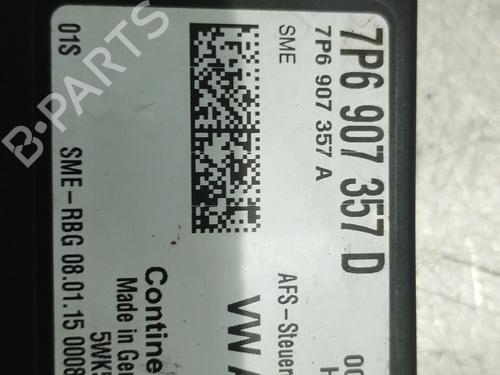 7P6 907 357 D
7P6 907 357 A
SME
AFS-Steuer
VW A
Contine
Made in Ger
5WK
01S
SME-RBG 08.01.15 0008
B-PARTS